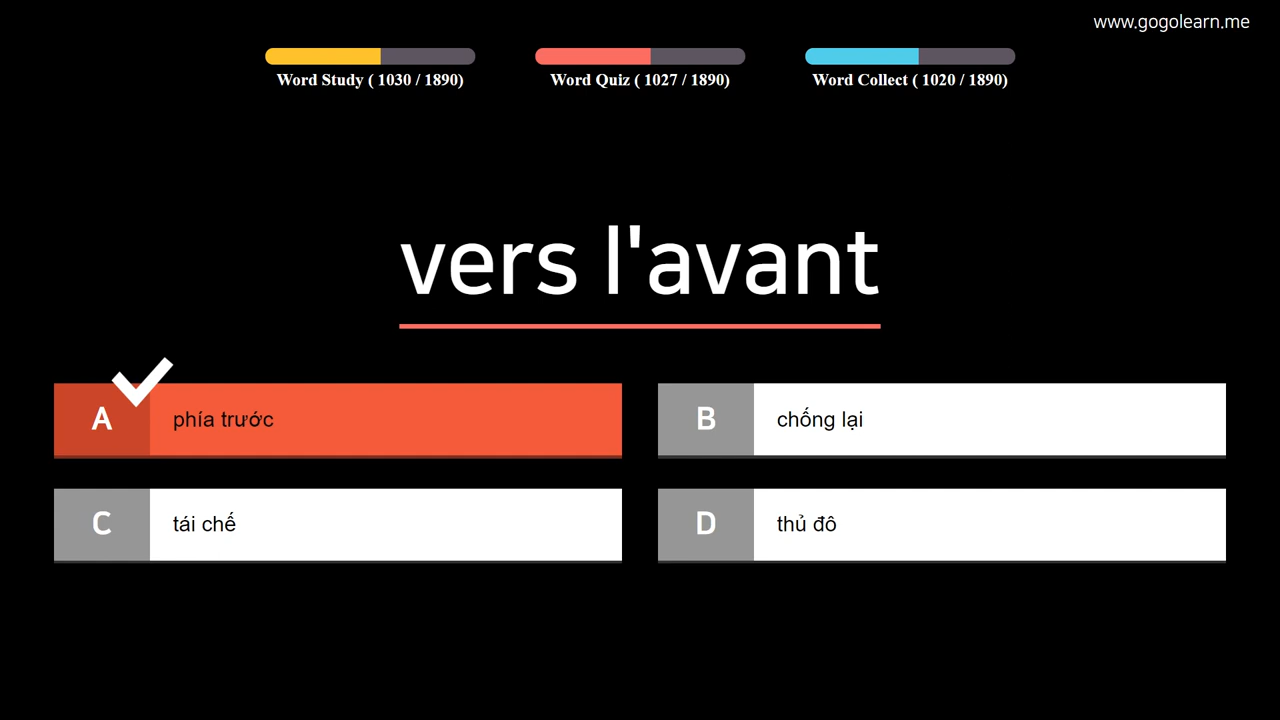 www.gogolearn.me
Word Study ( 1030 / 1890)
Word Quiz ( 1027 / 1890)
Word Collect ( 1020 / 1890)
vers l'avant
A phía trước
B chống lại
C tái chế
D thủ đô